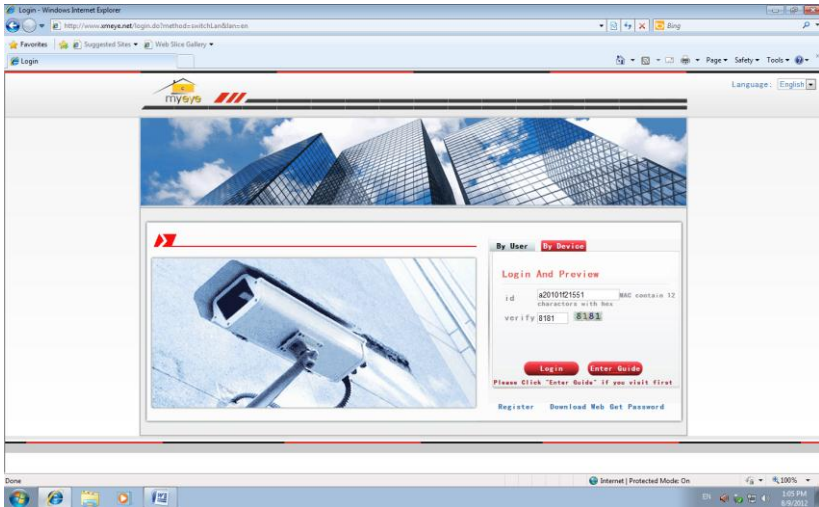 Login - Windows Internet Explorer
http://www.xmeye.net/login.do?method=switchLan&lan=en
Bing
Favorites Suggested Sites Web Slice Gallery
Login
Page Safety Tools
Language: English
myeye
By User By Device
Login And Preview
id a20101f21551 MAC contain 12
characters with hex
verify 8181 8181
Login Enter Guide
Please Click "Enter Guide" if you visit first
Register Download Web Get Password
Done
Internet | Protected Mode: On
100%
EN
1:05 PM
8/9/2012